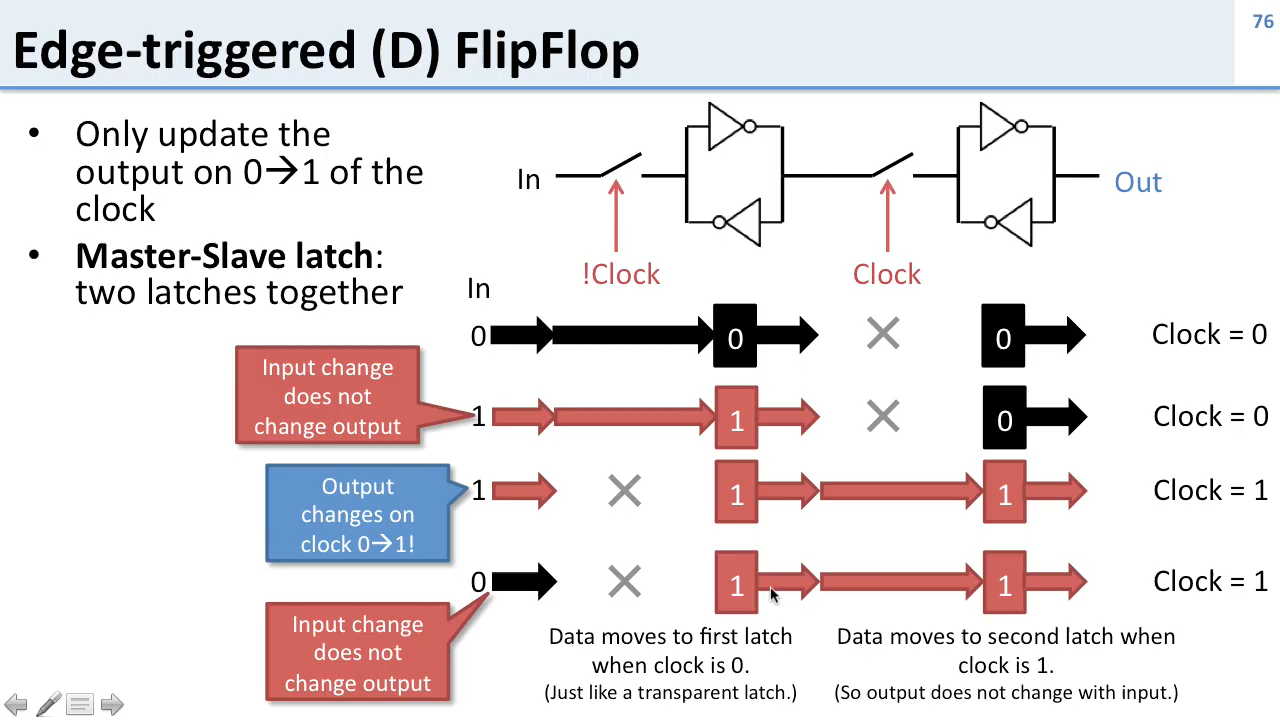 76
Edge-triggered (D) FlipFlop
• Only update the
output on 0→1 of the
clock
• Master-Slave latch:
two latches together
In
Out
!Clock
Clock
In
0
0
0
Clock = 0
Input change
does not
change output
1
1
0
Clock = 0
Output
changes on
clock 0→1!
1
1
1
Clock = 1
0
1
1
Clock = 1
Input change
does not
change output
Data moves to first latch
when clock is 0.
(Just like a transparent latch.)
Data moves to second latch when
clock is 1.
(So output does not change with input.)